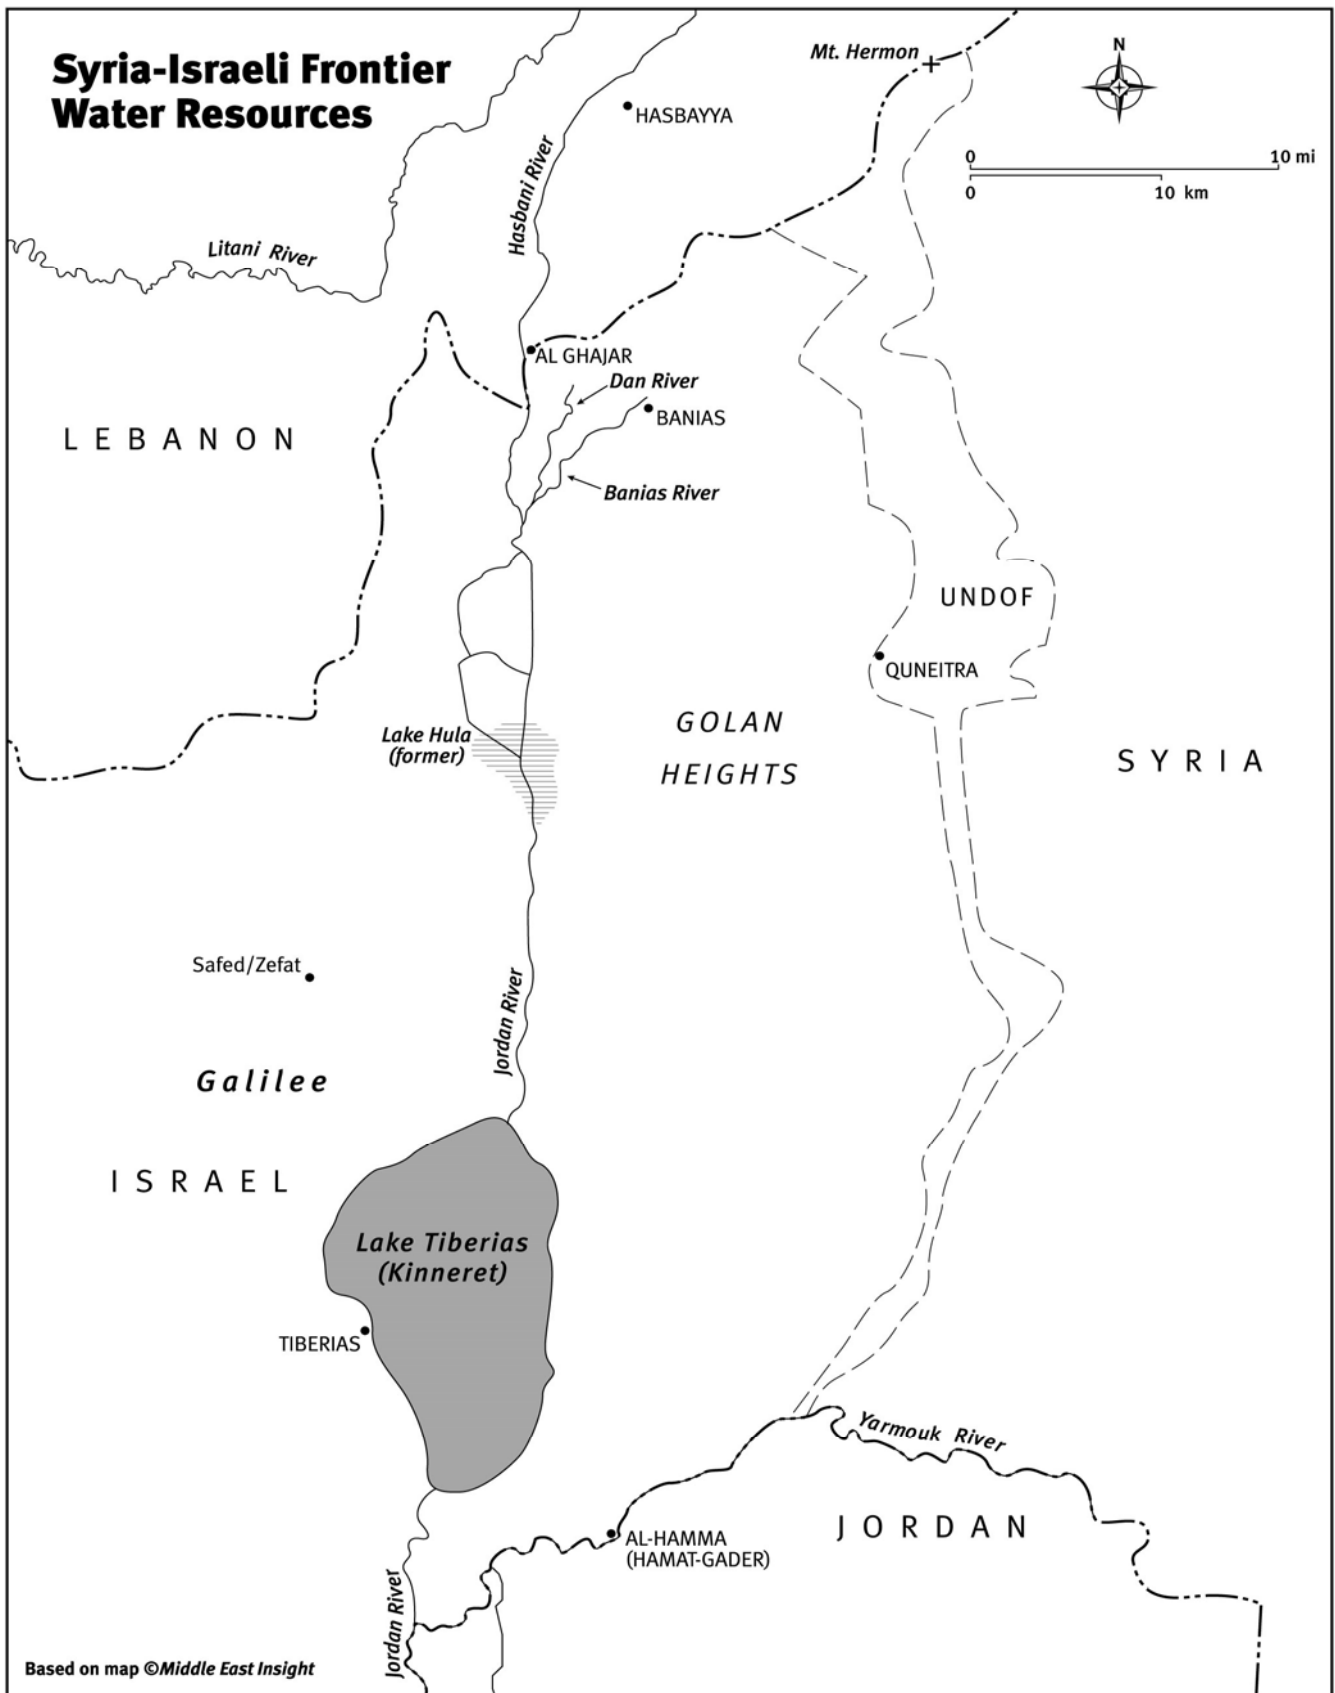 Syria-Israeli Frontier
Water Resources
Mt. Hermon
N
HASBAYYA
0 10 mi
0 10 km
Hasbani River
Litani River
AL GHAJAR
Dan River
BANIAS
LEBANON
Banias River
UNDOF
QUNEITRA
GOLAN
HEIGHTS
Lake Hula
(former)
SYRIA
Safed/Zefat
Jordan River
Galilee
ISRAEL
Lake Tiberias
(Kinneret)
TIBERIAS
Yarmouk River
JORDAN
AL-HAMMA
(HAMAT-GADER)
Jordan River
Based on map ©Middle East Insight